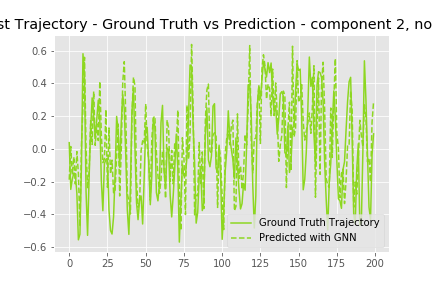 st Trajectory - Ground Truth vs Prediction - component 2, no
0.6
0.4
0.2
0.0
−0.2
−0.4
−0.6
0 25 50 75 100 125 150 175 200
Ground Truth Trajectory
Predicted with GNN